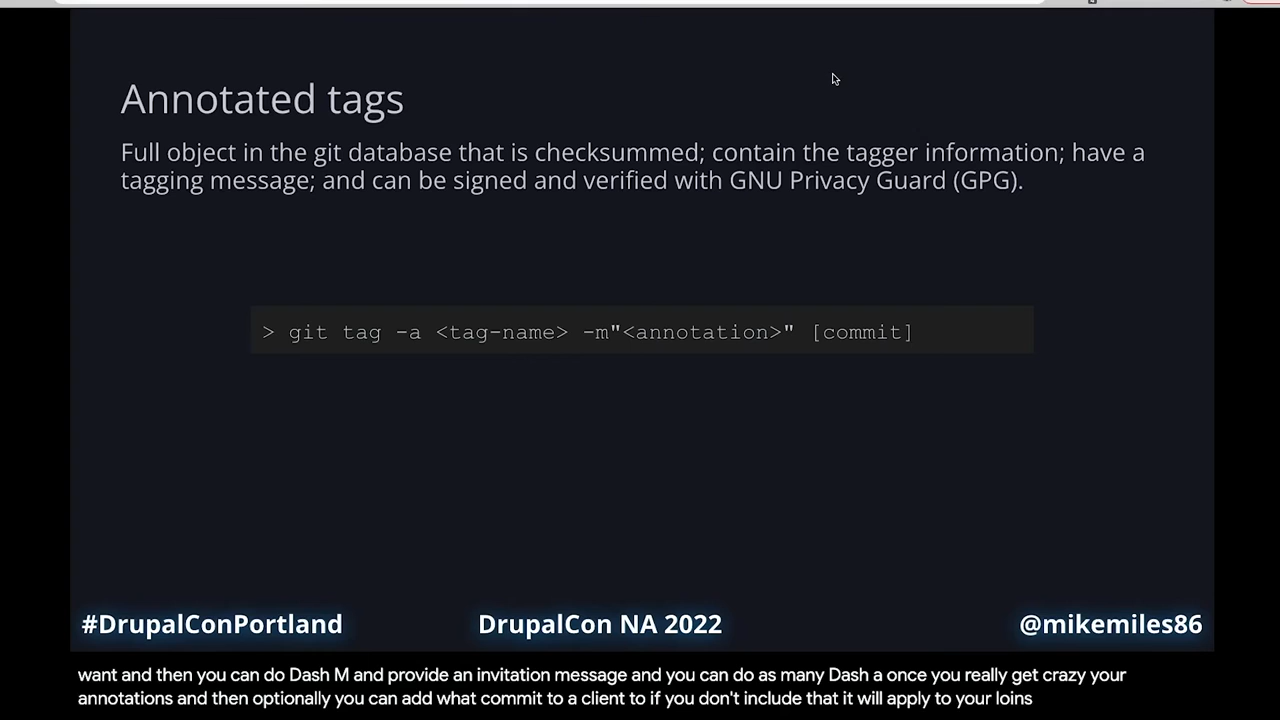 Annotated tags
Full object in the git database that is checksummed; contain the tagger information; have a
tagging message; and can be signed and verified with GNU Privacy Guard (GPG).
> git tag -a <tag-name> -m"<annotation>" [commit]
#DrupalConPortland
DrupalCon NA 2022
@mikemiles86
want and then you can do Dash M and provide an invitation message and you can do as many Dash a once you really get crazy your
annotations and then optionally you can add what commit to a client to if you don't include that it will apply to your loins